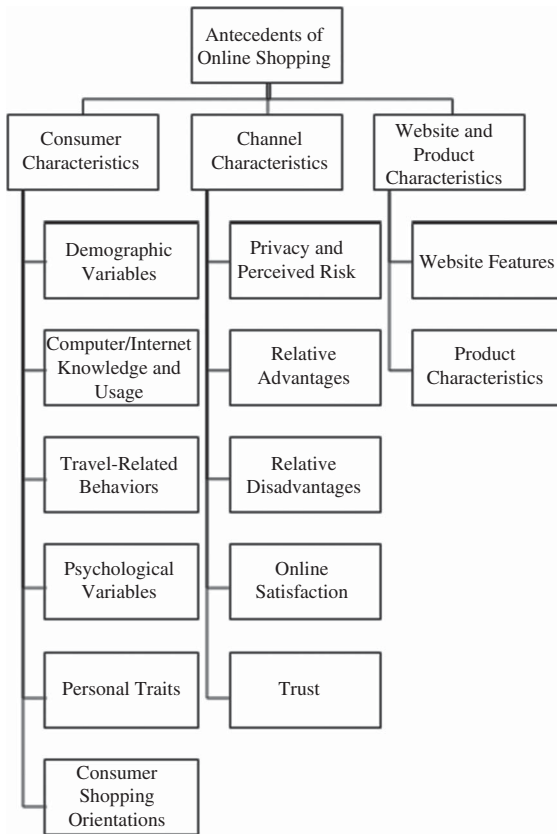 Antecedents of
Online Shopping
Consumer
Characteristics
Channel
Characteristics
Website and
Product
Characteristics
Demographic
Variables
Computer/Internet
Knowledge and
Usage
Travel-Related
Behaviors
Psychological
Variables
Personal Traits
Consumer
Shopping
Orientations
Privacy and
Perceived Risk
Relative
Advantages
Relative
Disadvantages
Online
Satisfaction
Trust
Website Features
Product
Characteristics